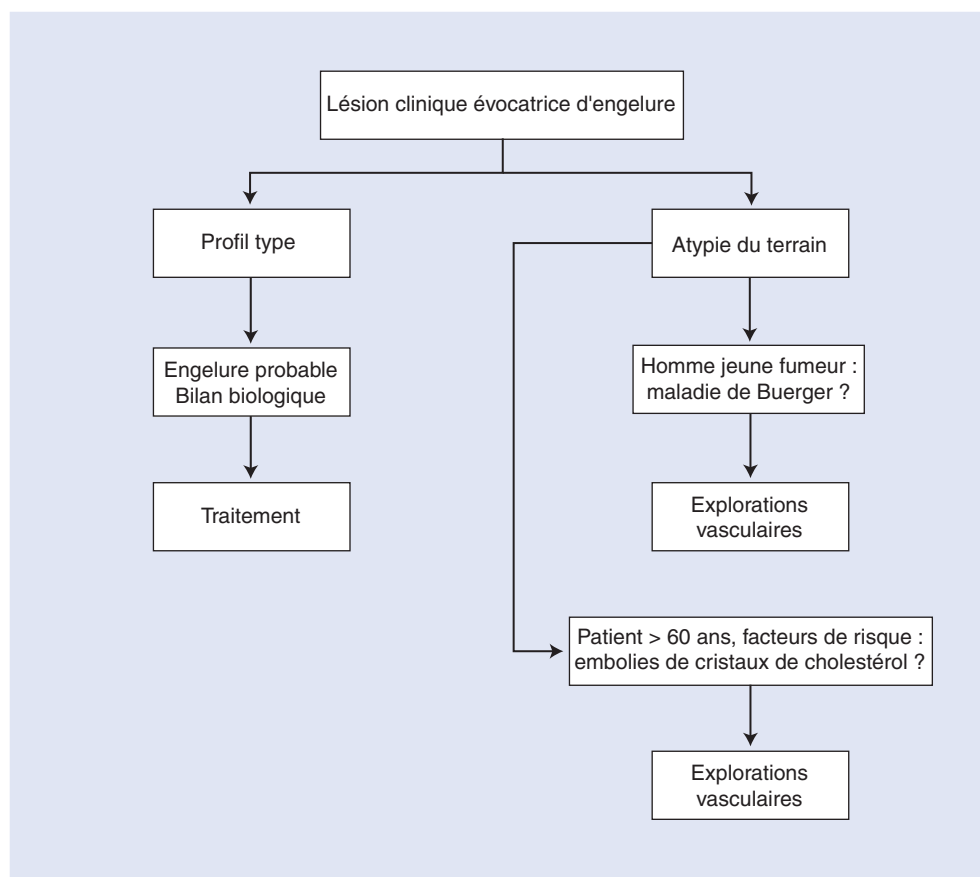 Lésion clinique évocatrice d'engelure
Profil type
Atypie du terrain
Engelure probable
Bilan biologique
Homme jeune fumeur :
maladie de Buerger ?
Traitement
Explorations
vasculaires
Patient > 60 ans, facteurs de risque :
embolies de cristaux de cholestérol ?
Explorations
vasculaires